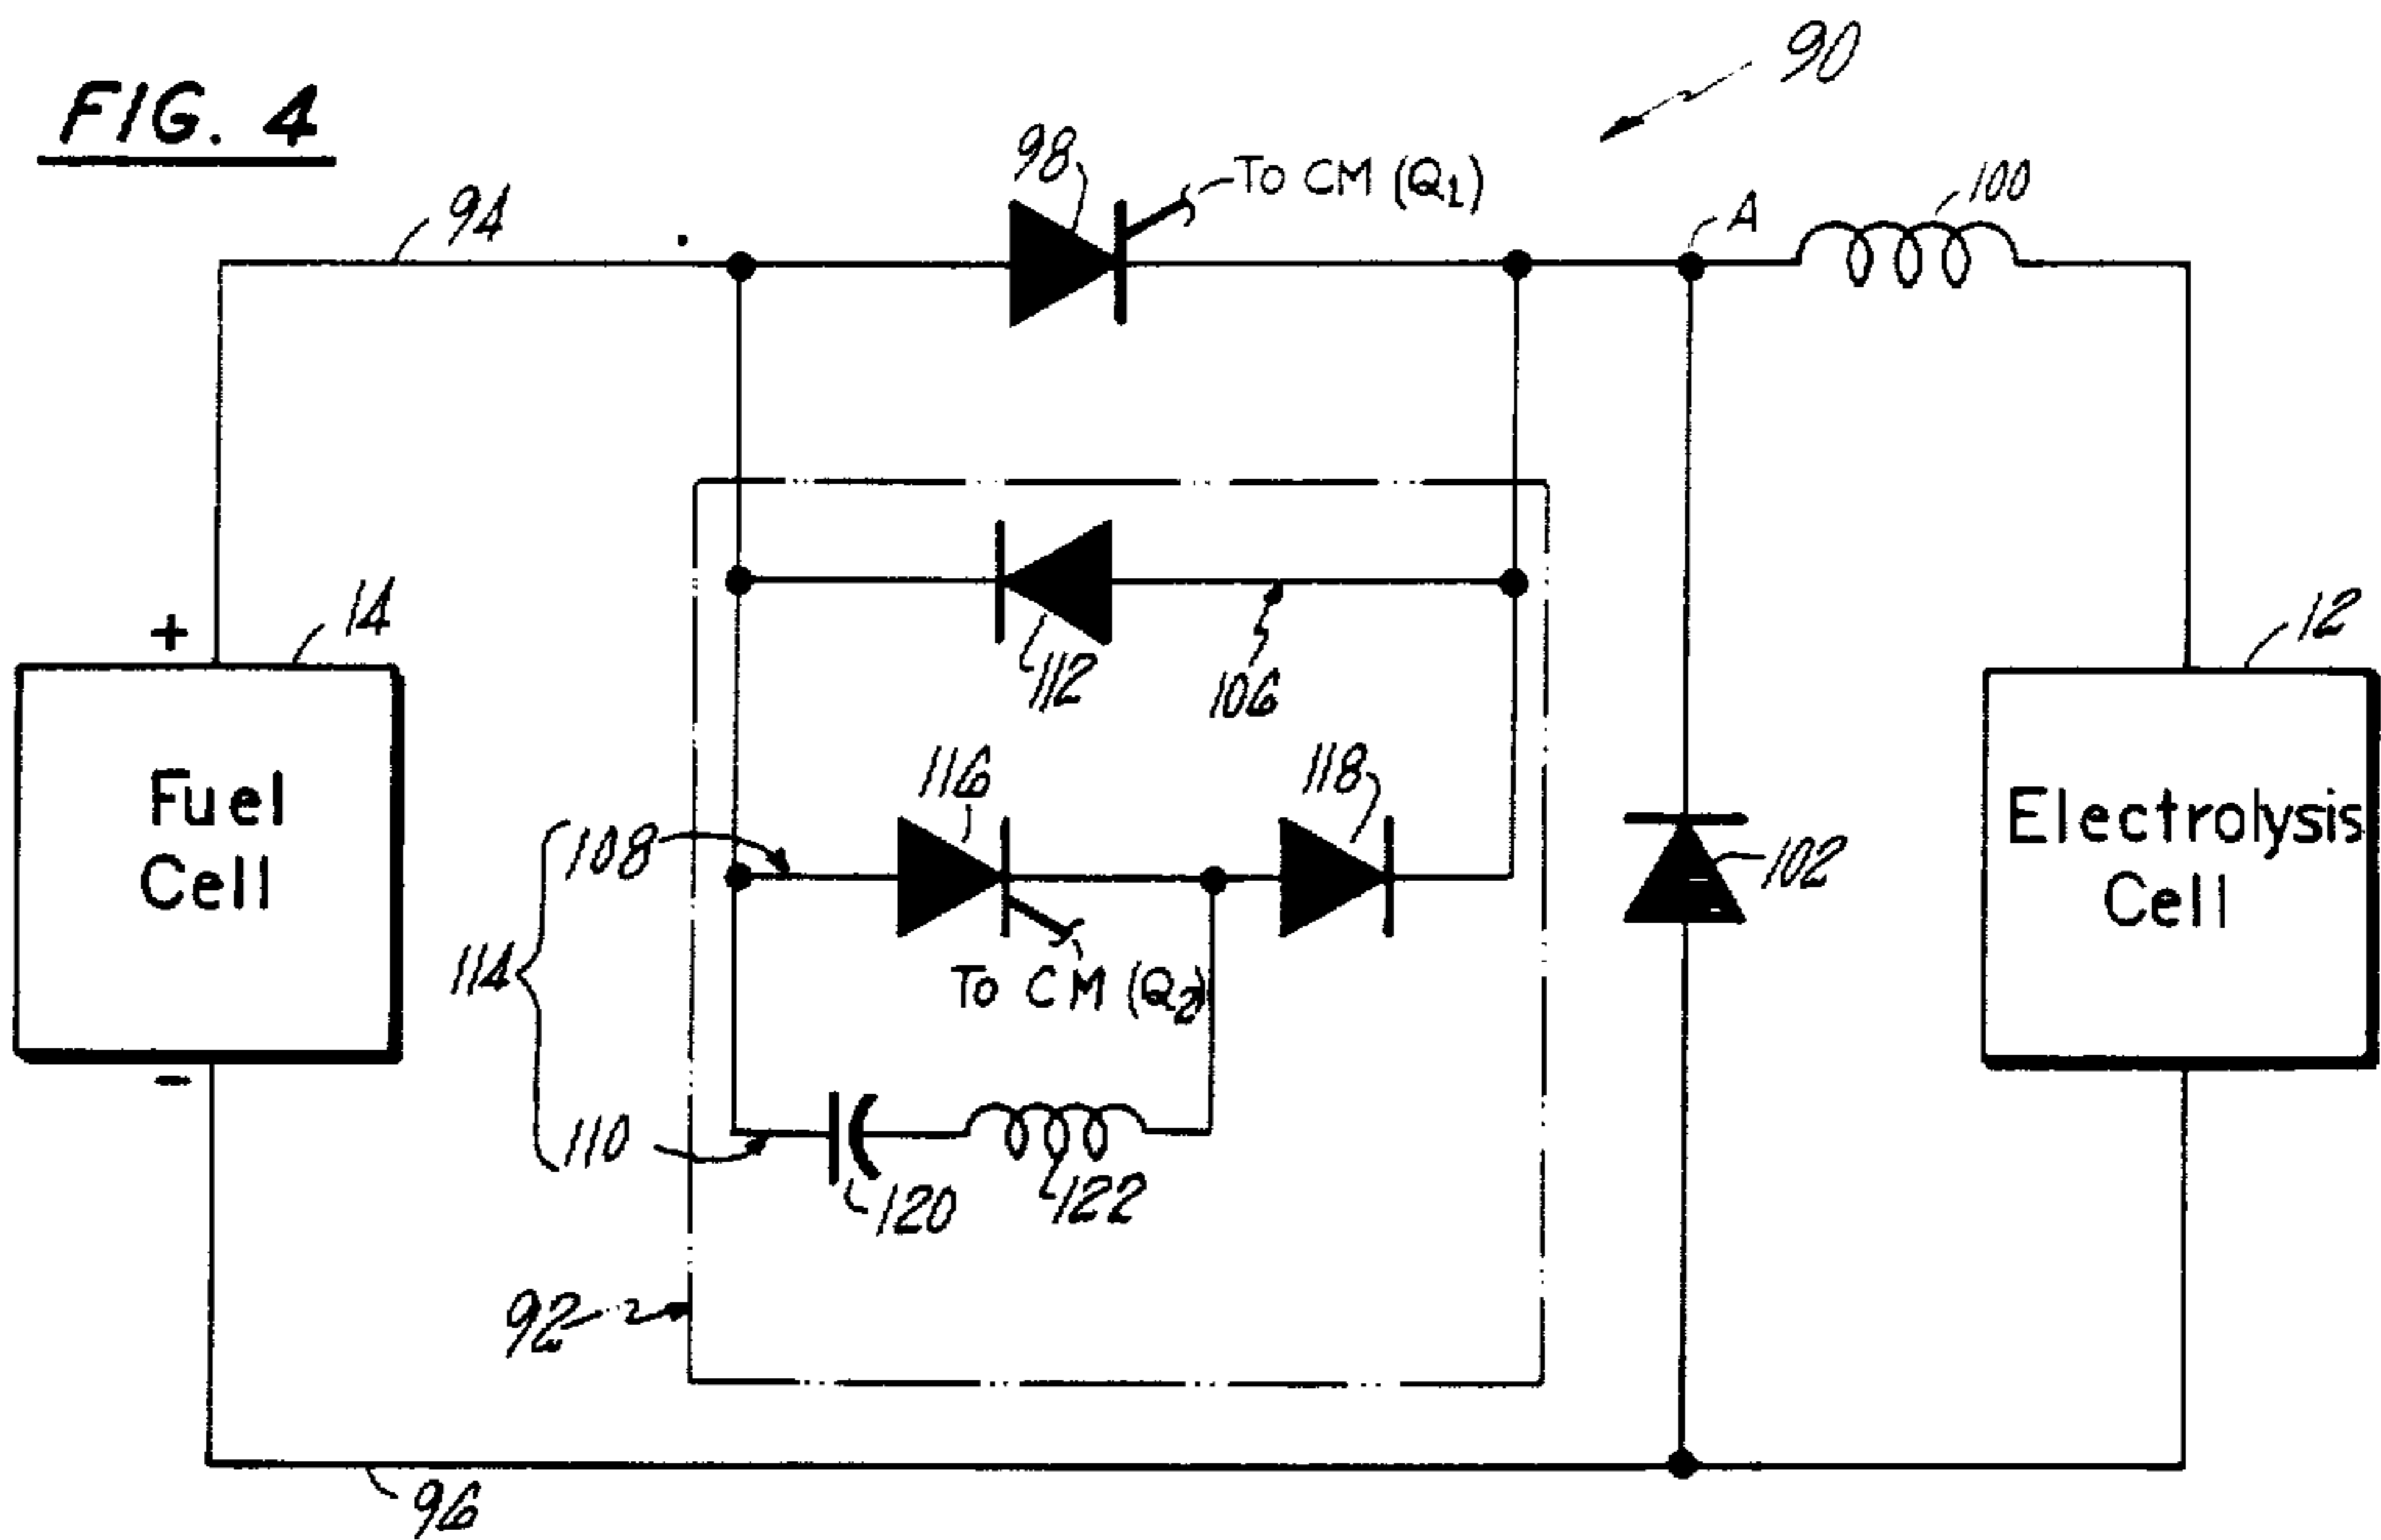 FIG. 4
90
98
To CM (Q1)
94
A
100
+
14
12
112
106
Fuel
Cell
116
118
Electrolysis
Cell
108
102
114
To CM (Q2)
-
110
120
122
92
96